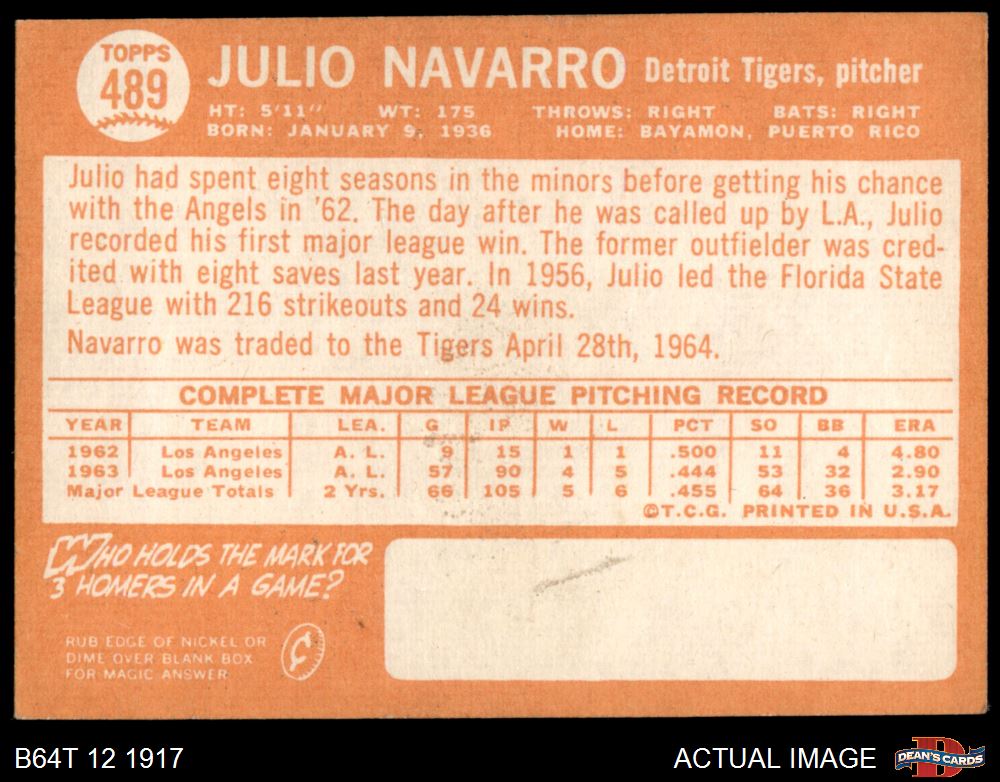 TOPPS
489
JULIO NAVARRO Detroit Tigers, pitcher
HT: 5'11" WT: 175 THROWS: RIGHT BATS: RIGHT
BORN: JANUARY 9, 1936 HOME: BAYAMON, PUERTO RICO
Julio had spent eight seasons in the minors before getting his chance
with the Angels in '62. The day after he was called up by L.A., Julio
recorded his first major league win. The former outfielder was cred-
ited with eight saves last year. In 1956, Julio led the Florida State
League with 216 strikeouts and 24 wins.
Navarro was traded to the Tigers April 28th, 1964.
COMPLETE MAJOR LEAGUE PITCHING RECORD
YEAR TEAM LEA. G IP W L PCT SO BB ERA
1962 Los Angeles A. L. 9 15 1 1 .500 11 4 4.80
1963 Los Angeles A. L. 57 90 4 5 .444 53 32 2.90
Major League Totals 2 Yrs. 66 105 5 6 .455 64 36 3.17
©T.C.G. PRINTED IN U.S.A.
WHO HOLDS THE MARK FOR
3 HOMERS IN A GAME?
RUB EDGE OF NICKEL OR
DIME OVER BLANK BOX
FOR MAGIC ANSWER
¢
B64T 12 1917 ACTUAL IMAGE
D
DEAN'S CARDS